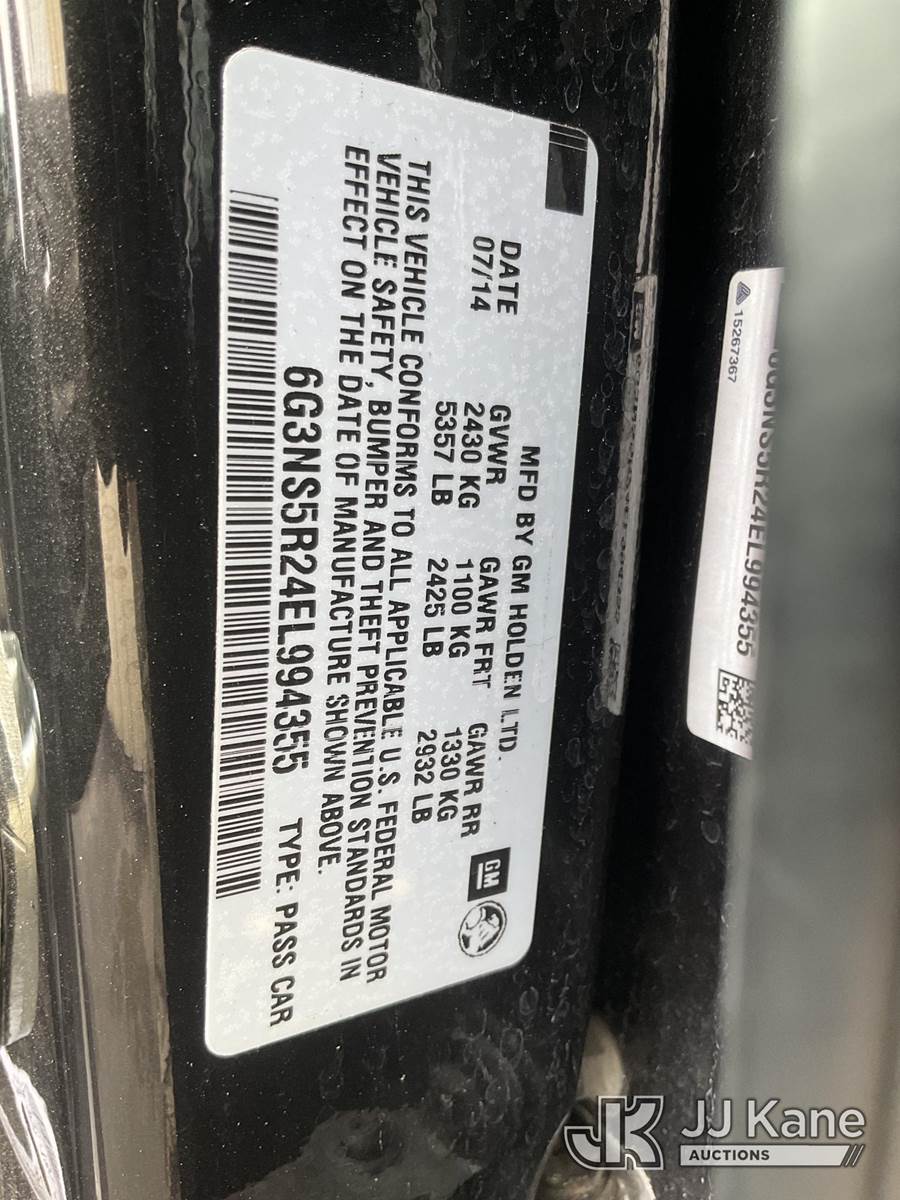 MFD BY GM HOLDEN LTD.
DATE GVWR GAWR FRT GAWR RR
07/14 2430 KG 1100 KG 1330 KG
5357 LB 2425 LB 2932 LB
GM
THIS VEHICLE CONFORMS TO ALL APPLICABLE U.S. FEDERAL MOTOR
VEHICLE SAFETY, BUMPER AND THEFT PREVENTION STANDARDS IN
EFFECT ON THE DATE OF MANUFACTURE SHOWN ABOVE.
6G3NS5R24EL994355 TYPE: PASS CAR
6G3NS5R24EL994355
15267367
JK JJ Kane
AUCTIONS